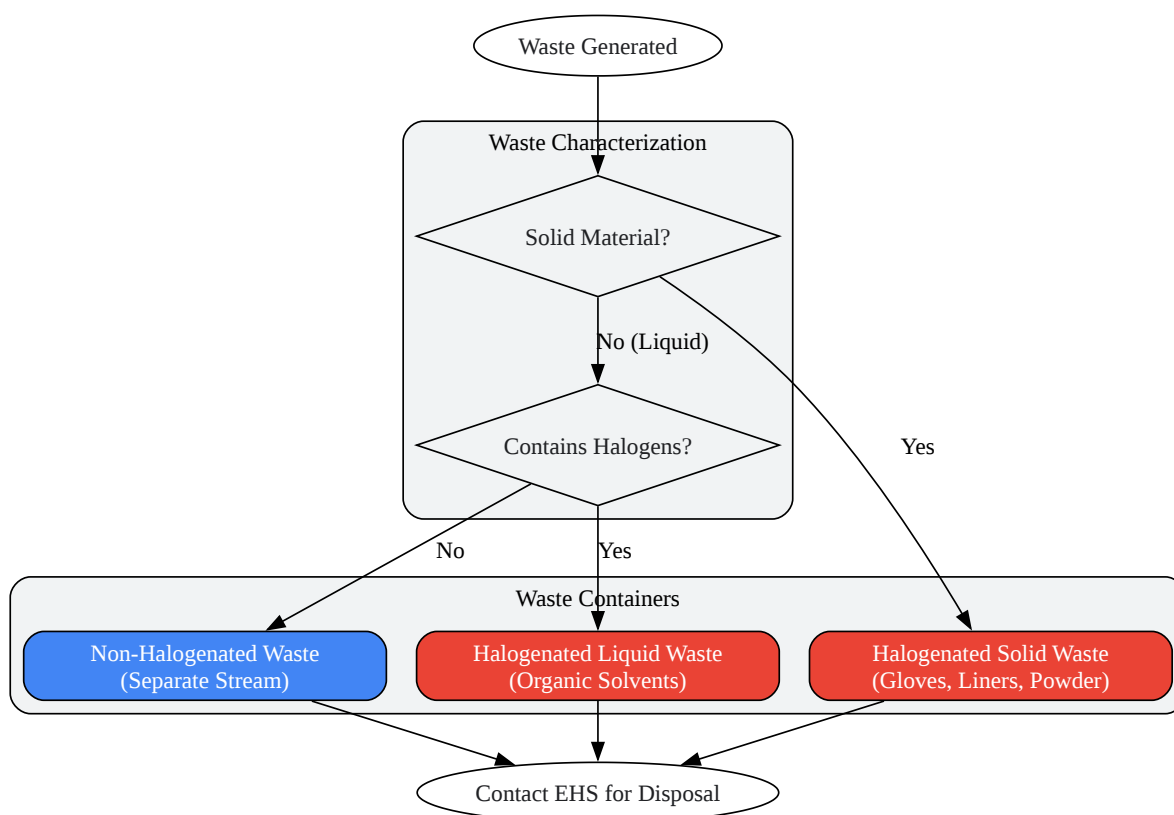 Waste Generated
Waste Characterization
Solid Material?
No (Liquid)
Contains Halogens?
Yes
No
Yes
Waste Containers
Non-Halogenated Waste
(Separate Stream)
Halogenated Liquid Waste
(Organic Solvents)
Halogenated Solid Waste
(Gloves, Liners, Powder)
Contact EHS for Disposal